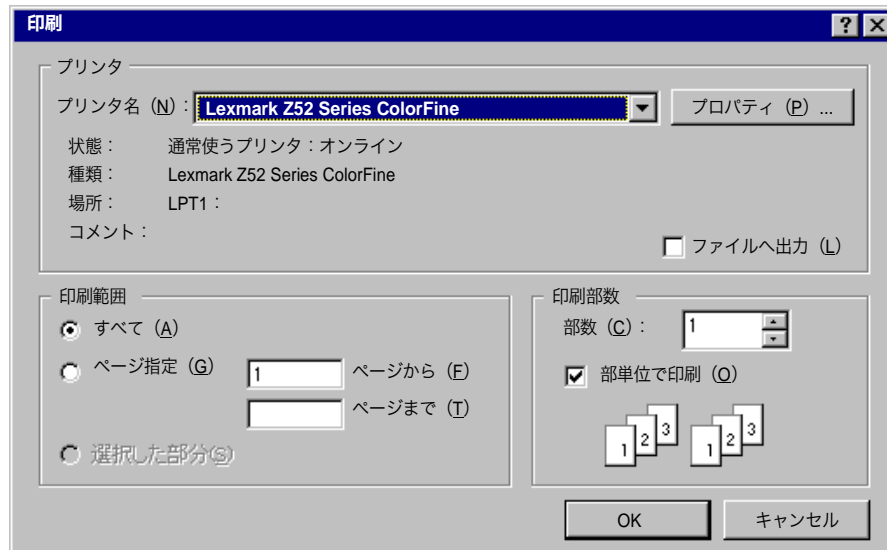 印刷
プリンタ
プリンタ名（N）： Lexmark Z52 Series ColorFine プロパティ（P）...
状態： 通常使うプリンタ：オンライン
種類： Lexmark Z52 Series ColorFine
場所： LPT1：
コメント：
ファイルへ出力（L）
印刷範囲
すべて（A）
ページ指定（G） 1 ページから（F）
ページまで（T）
選択した部分(S)
印刷部数
部数（C）： 1
部単位で印刷（O）
1 2 3 1 2 3
OK キャンセル